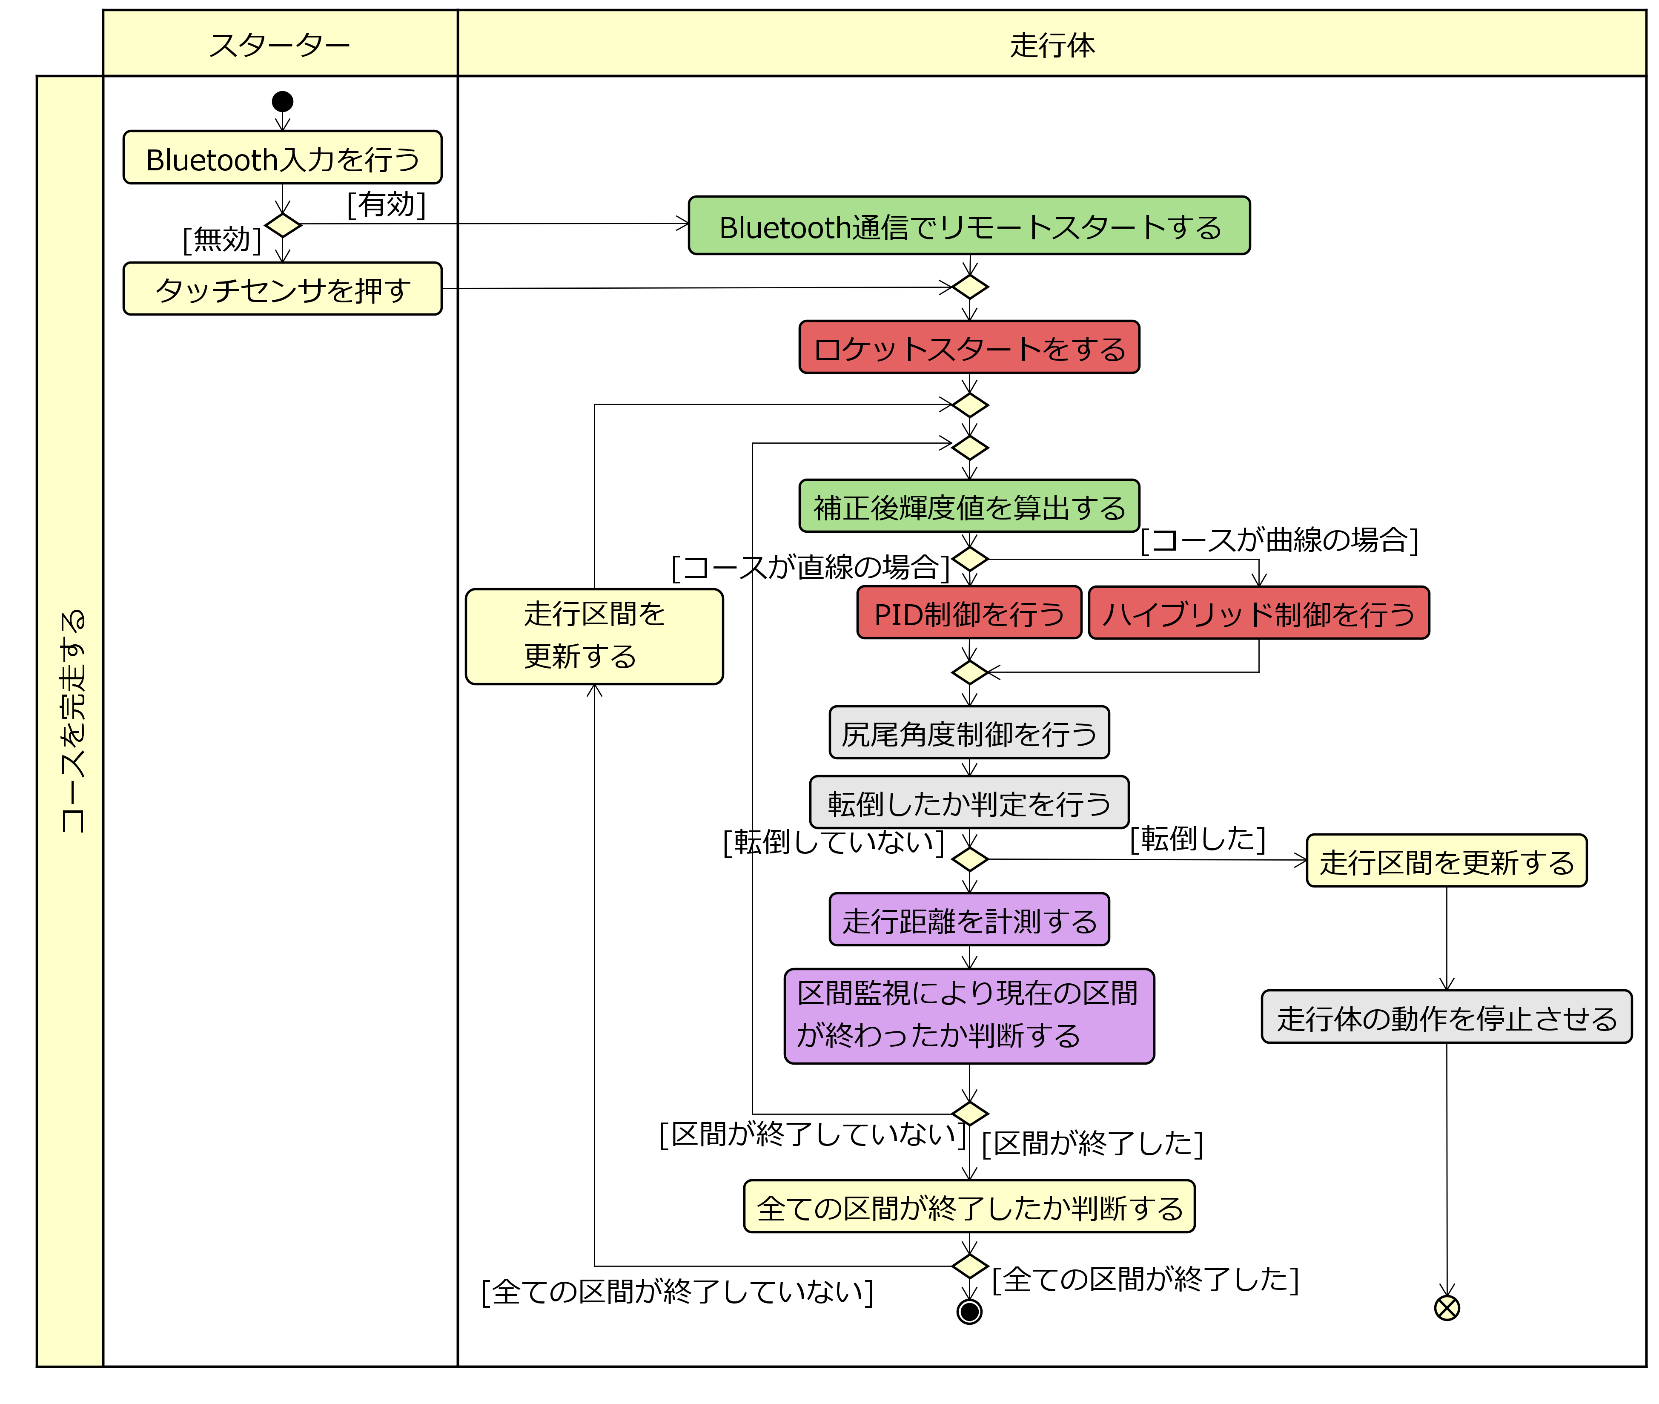 スターター
走行体
コースを完走する
Bluetooth入力を行う
[有効]
[無効]
Bluetooth通信でリモートスタートする
タッチセンサを押す
ロケットスタートをする
補正後輝度値を算出する
[コースが直線の場合]
[コースが曲線の場合]
走行区間を
更新する
PID制御を行う
ハイブリッド制御を行う
尻尾角度制御を行う
転倒したか判定を行う
[転倒していない]
[転倒した]
走行区間を更新する
走行距離を計測する
区間監視により現在の区間
が終わったか判断する
走行体の動作を停止させる
[区間が終了していない]
[区間が終了した]
全ての区間が終了したか判断する
[全ての区間が終了していない]
[全ての区間が終了した]